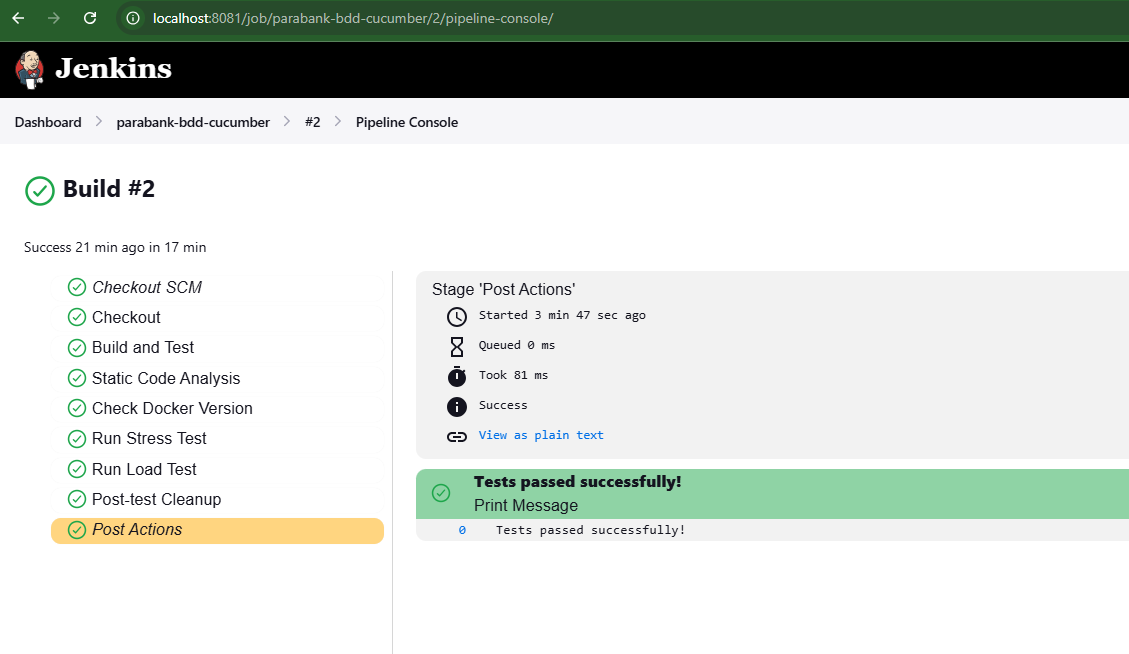 localhost:8081/job/parabank-bdd-cucumber/2/pipeline-console/
Jenkins
Dashboard > parabank-bdd-cucumber > #2 > Pipeline Console
Build #2
Success 21 min ago in 17 min
Checkout SCM
Checkout
Build and Test
Static Code Analysis
Check Docker Version
Run Stress Test
Run Load Test
Post-test Cleanup
Post Actions
Stage 'Post Actions'
Started 3 min 47 sec ago
Queued 0 ms
Took 81 ms
Success
View as plain text
Tests passed successfully!
Print Message
0 Tests passed successfully!